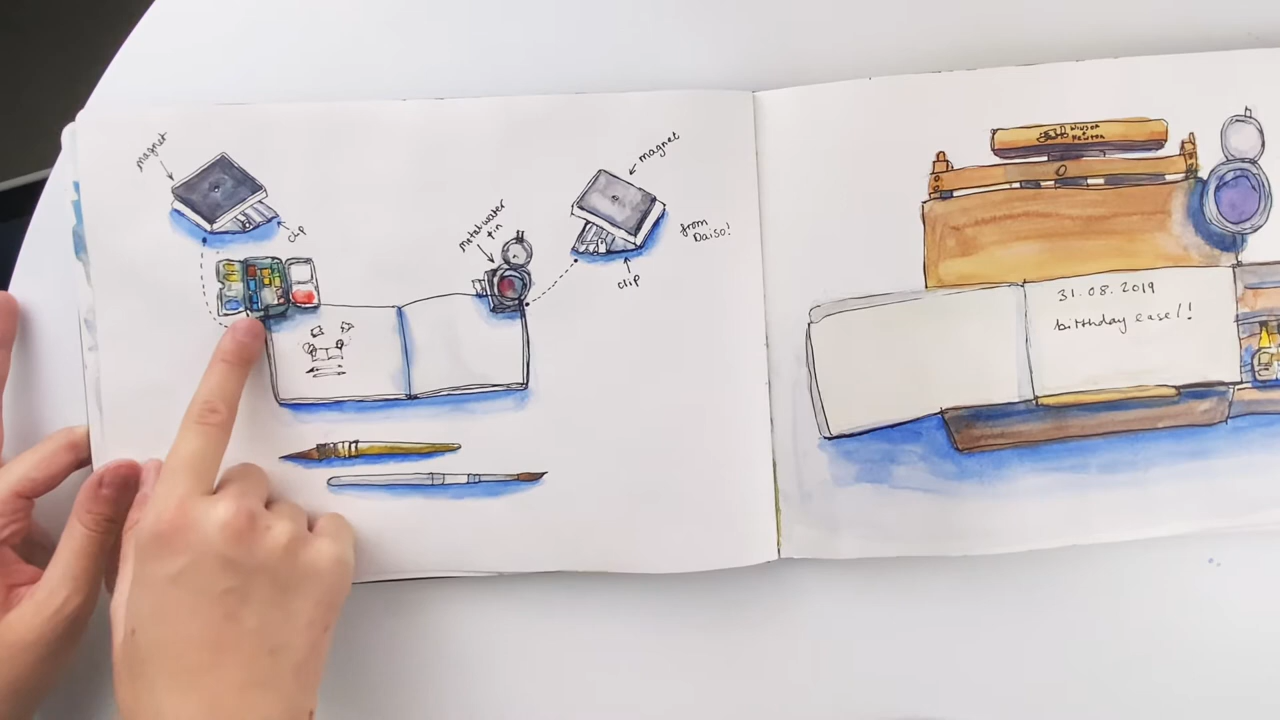 magnet
clip
metal water
tin
magnet
from
Daiso!
clip
WINSOR
NEWTON
31.08.2019
birthday easel!!